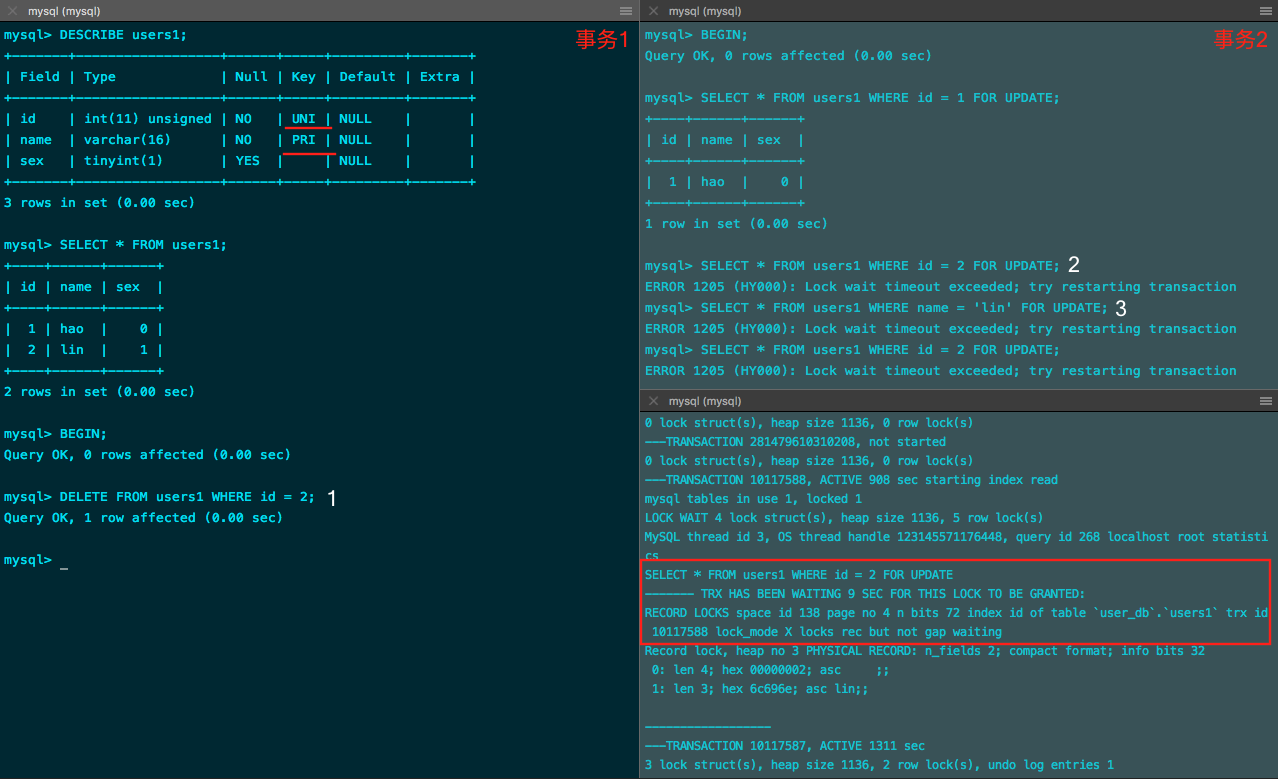 mysql (mysql)
mysql> DESCRIBE users1;
事务1
+-------+------------------+------+-----+---------+-------+
| Field | Type             | Null | Key | Default | Extra |
+-------+------------------+------+-----+---------+-------+
| id    | int(11) unsigned | NO   | UNI | NULL    |       |
| name  | varchar(16)      | NO   | PRI | NULL    |       |
| sex   | tinyint(1)       | YES  |     | NULL    |       |
+-------+------------------+------+-----+---------+-------+
3 rows in set (0.00 sec)
mysql> SELECT * FROM users1;
+----+------+------+
| id | name | sex  |
+----+------+------+
|  1 | hao  |    0 |
|  2 | lin  |    1 |
+----+------+------+
2 rows in set (0.00 sec)
mysql> BEGIN;
Query OK, 0 rows affected (0.00 sec)
mysql> DELETE FROM users1 WHERE id = 2; 1
Query OK, 1 row affected (0.00 sec)
mysql> _
mysql (mysql)
mysql> BEGIN;
事务2
Query OK, 0 rows affected (0.00 sec)
mysql> SELECT * FROM users1 WHERE id = 1 FOR UPDATE;
+----+------+------+
| id | name | sex  |
+----+------+------+
|  1 | hao  |    0 |
+----+------+------+
1 row in set (0.00 sec)
mysql> SELECT * FROM users1 WHERE id = 2 FOR UPDATE; 2
ERROR 1205 (HY000): Lock wait timeout exceeded; try restarting transaction
mysql> SELECT * FROM users1 WHERE name = 'lin' FOR UPDATE; 3
ERROR 1205 (HY000): Lock wait timeout exceeded; try restarting transaction
mysql> SELECT * FROM users1 WHERE id = 2 FOR UPDATE;
ERROR 1205 (HY000): Lock wait timeout exceeded; try restarting transaction
mysql (mysql)
0 lock struct(s), heap size 1136, 0 row lock(s)
---TRANSACTION 281479610310208, not started
0 lock struct(s), heap size 1136, 0 row lock(s)
---TRANSACTION 10117588, ACTIVE 908 sec starting index read
mysql tables in use 1, locked 1
LOCK WAIT 4 lock struct(s), heap size 1136, 5 row lock(s)
MySQL thread id 3, OS thread handle 123145571176448, query id 268 localhost root statisti
cs
SELECT * FROM users1 WHERE id = 2 FOR UPDATE
------- TRX HAS BEEN WAITING 9 SEC FOR THIS LOCK TO BE GRANTED:
RECORD LOCKS space id 138 page no 4 n bits 72 index id of table `user_db`.`users1` trx id
 10117588 lock_mode X locks rec but not gap waiting
Record lock, heap no 3 PHYSICAL RECORD: n_fields 2; compact format; info bits 32
 0: len 4; hex 00000002; asc     ;;
 1: len 3; hex 6c696e; asc lin;;
------------------
---TRANSACTION 10117587, ACTIVE 1311 sec
3 lock struct(s), heap size 1136, 2 row lock(s), undo log entries 1